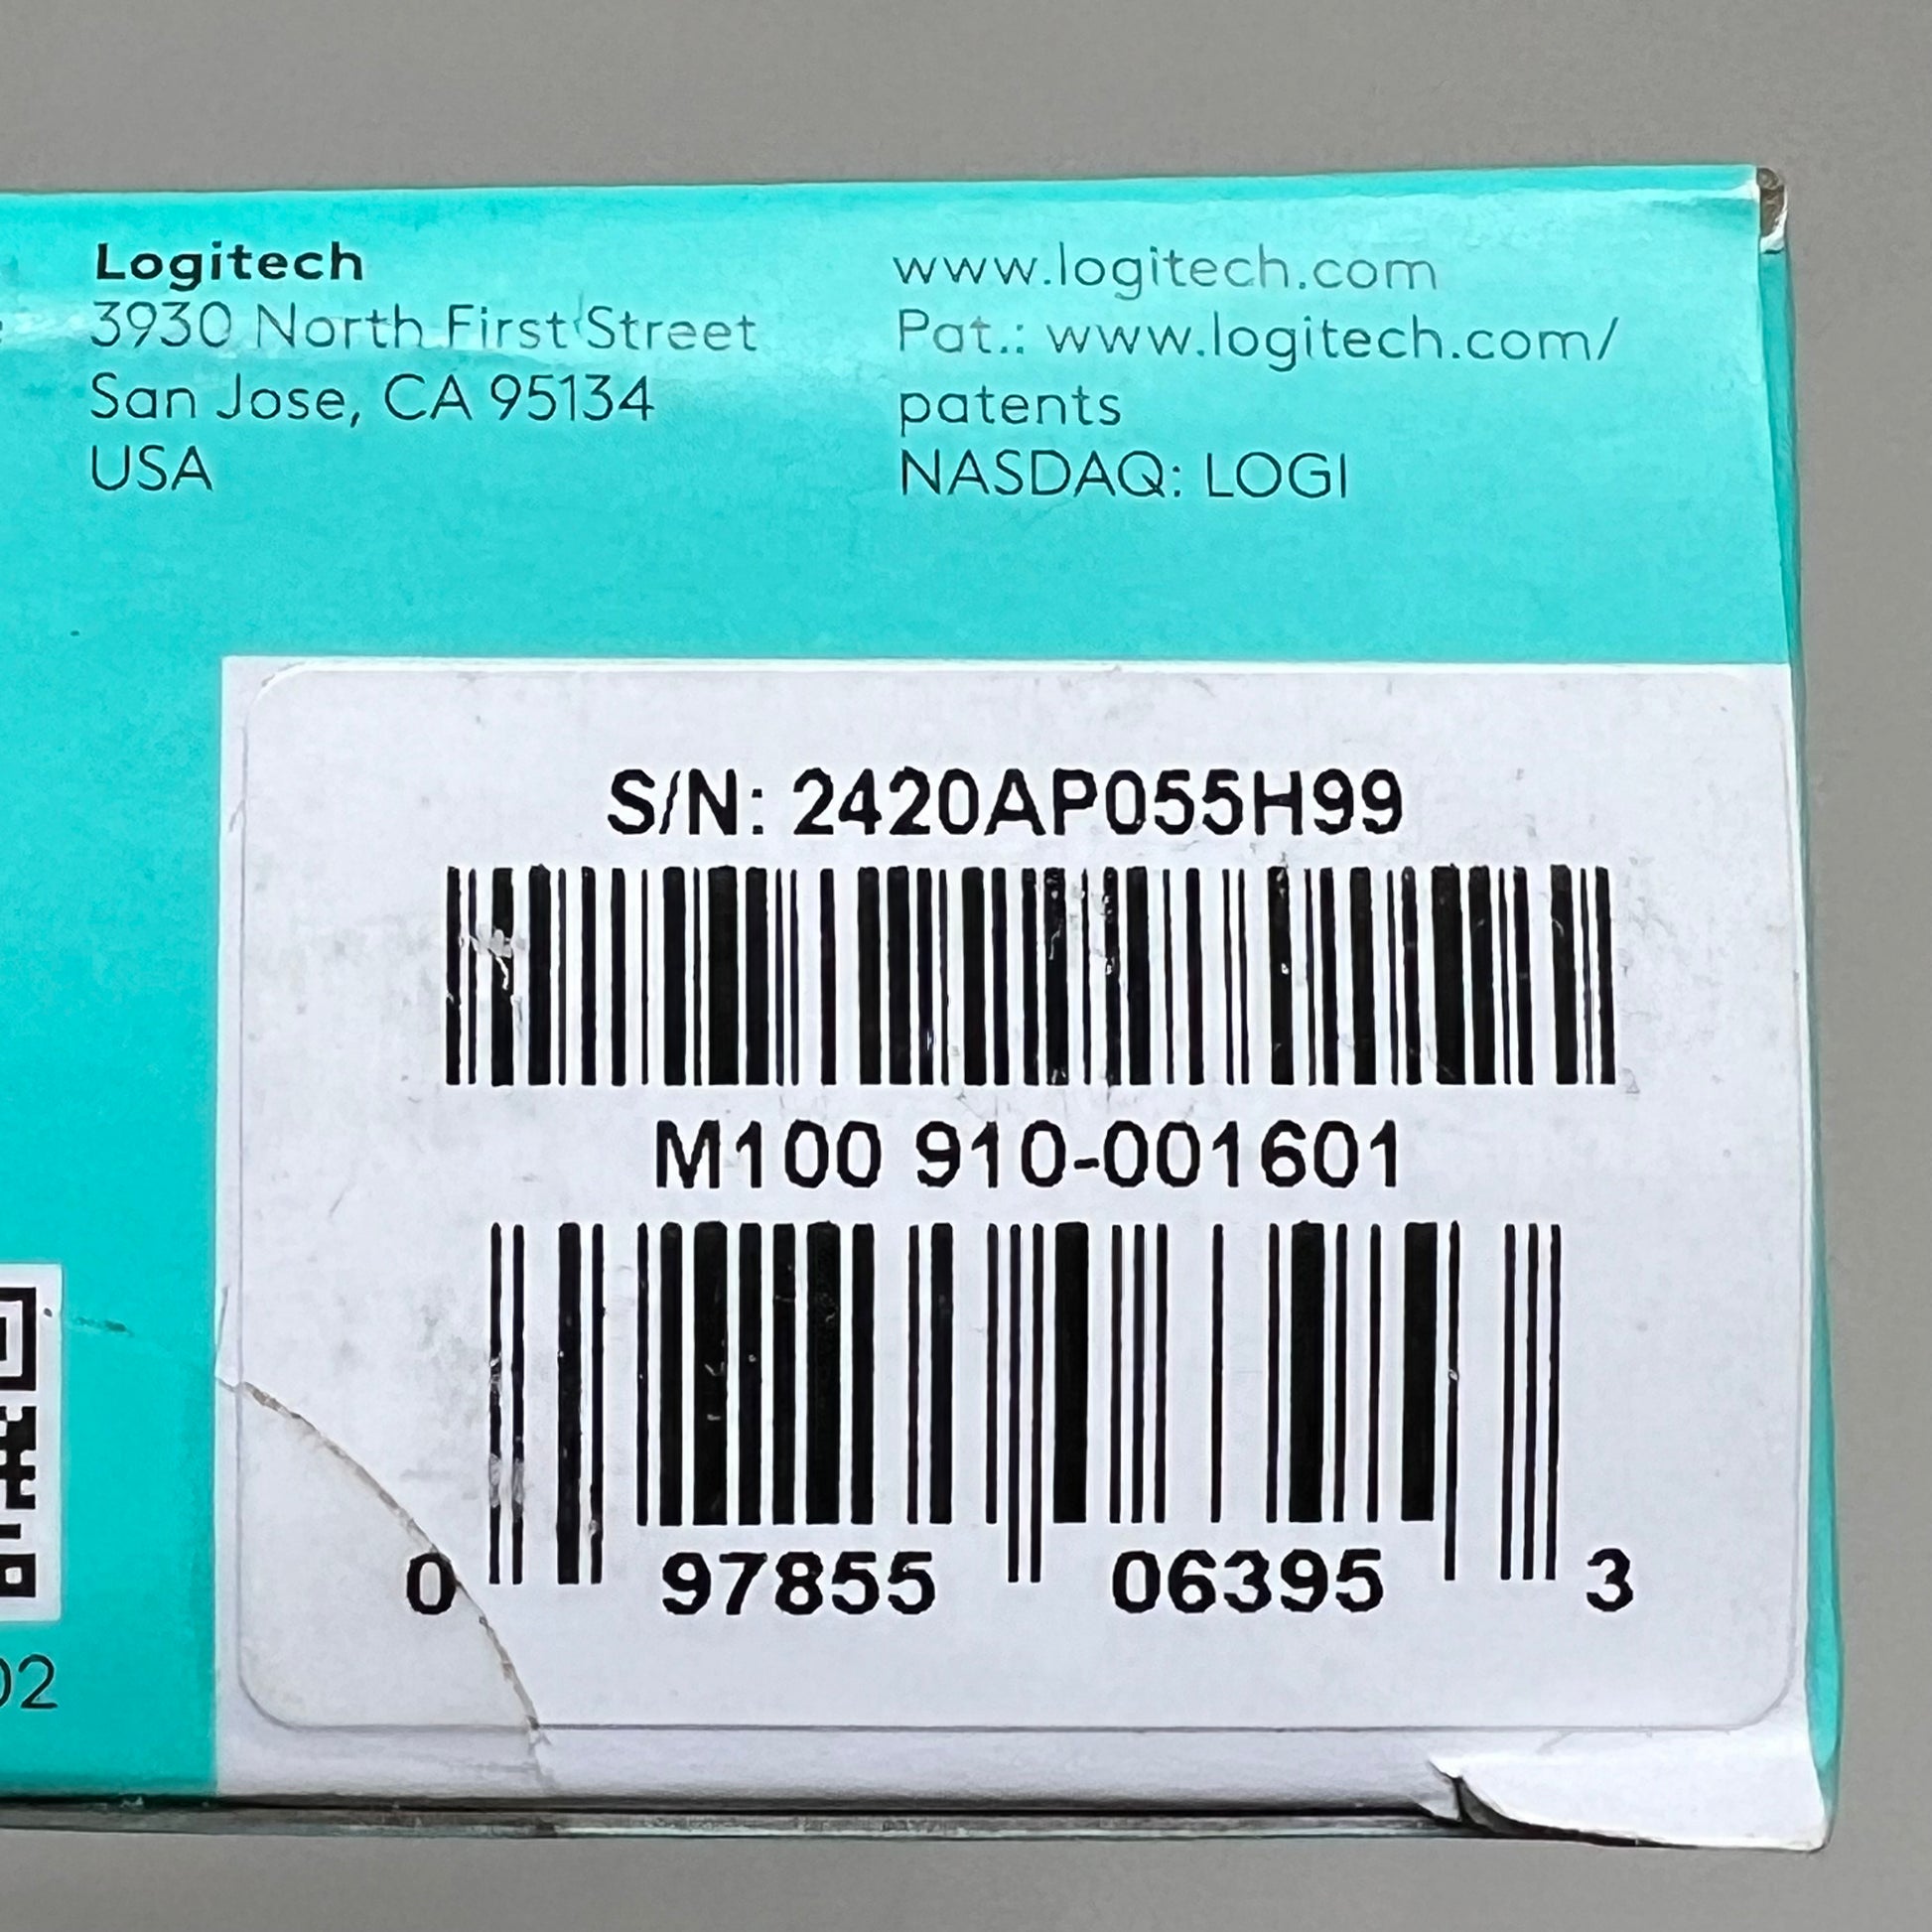 Logitech
3930 North First Street
San Jose, CA 95134
USA
www.logitech.com
Pat.: www.logitech.com/
patents
NASDAQ: LOGI
S/N: 2420AP055H99
M100 910-001601
0 97855 06395 3
02